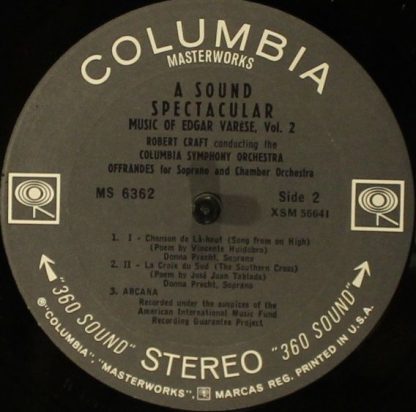 COLUMBIA
MASTERWORKS
A SOUND
SPECTACULAR
MUSIC OF EDGAR VARÈSE, Vol. 2
ROBERT CRAFT conducting the
COLUMBIA SYMPHONY ORCHESTRA
OFFRANDES for Soprano and Chamber Orchestra
MS 6362
Side 2
XSM 56641
1. I - Chanson de Là-haut (Song from on High)
(Poem by Vincente Huidobro)
Donna Precht, Soprano
2. II - La Croix du Sud (The Southern Cross)
(Poem by José Juan Tablada)
Donna Precht, Soprano
3. ARCANA
Recorded under the auspices of the
American International Music Fund
Recording Guarantee Project
"360 SOUND" STEREO "360 SOUND"
® "COLUMBIA", "MASTERWORKS", MARCAS REG. PRINTED IN U.S.A.